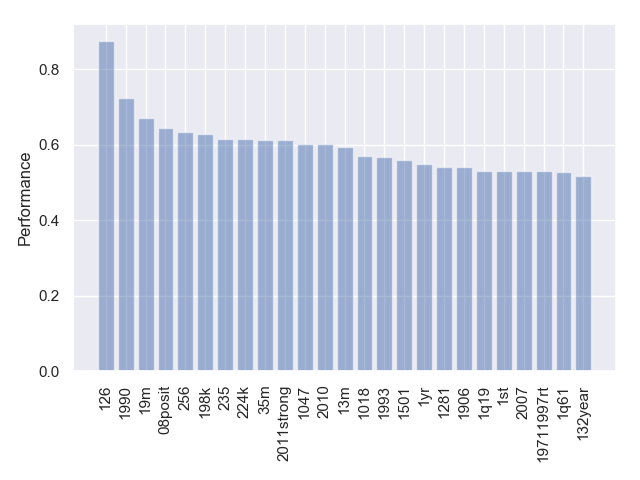 Performance
0.8
0.6
0.4
0.2
0.0
126
1990
19m
08posit
256
198k
235
224k
35m
2011strong
1047
2010
13m
1018
1993
1501
1yr
1281
1906
1q19
1st
2007
19711997rt
1q61
132year